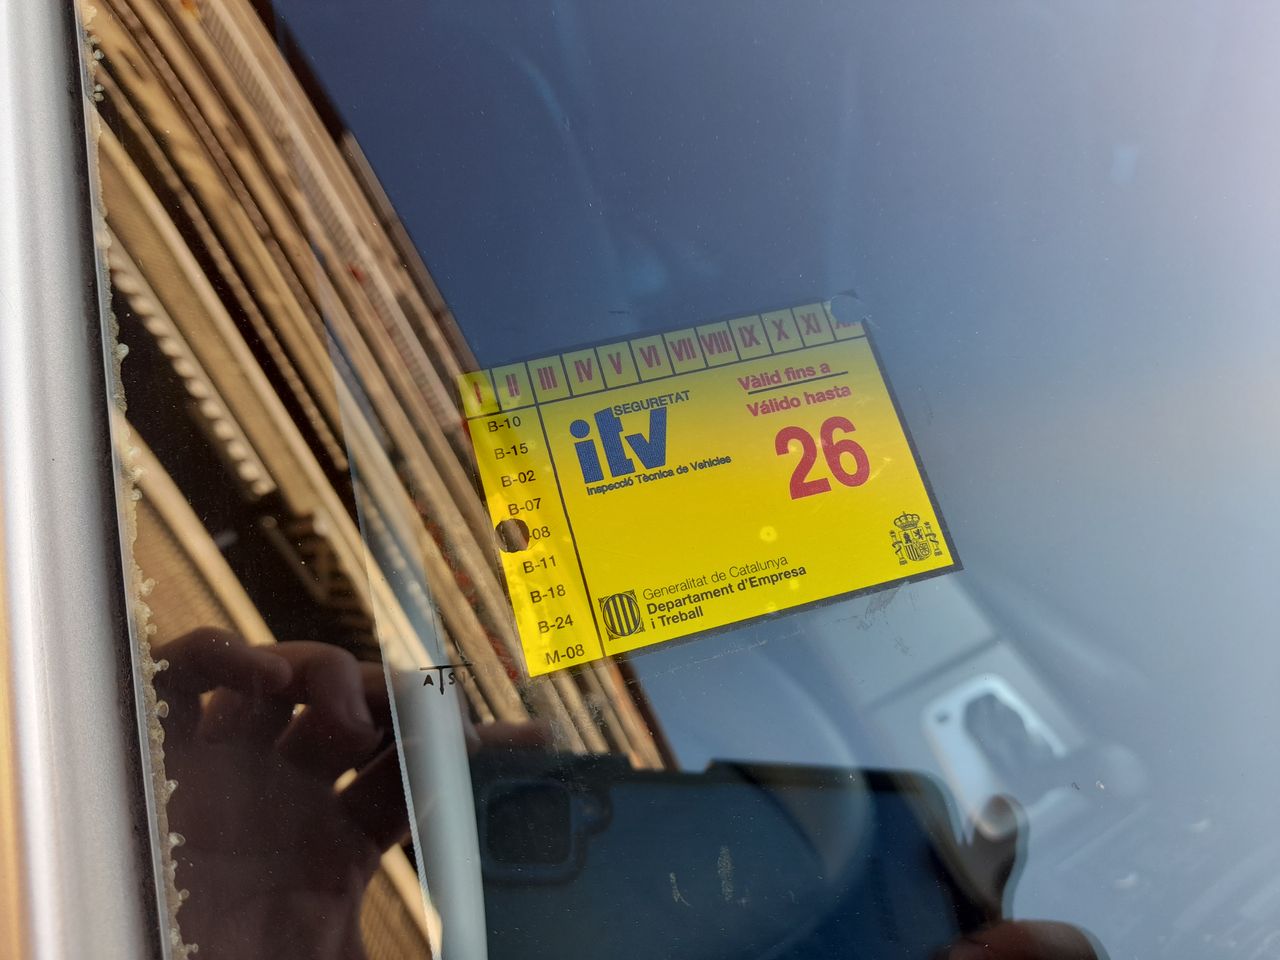 I II III IV V VI VII VIII IX X XI
B-10
B-15
B-02
B-07
-08
B-11
B-18
B-24
M-08
SEGURETAT
itv
Inspecció Tècnica de Vehicles
Vàlid fins a
Válido hasta
26
Generalitat de Catalunya
Departament d'Empresa
i Treball